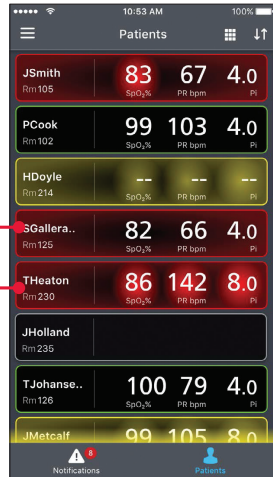 10:53 AM 100%
Patients
JSmith 83 67 4.0
Rm 105 SpO₂% PR bpm Pi
PCook 99 103 4.0
Rm 102 SpO₂% PR bpm Pi
HDoyle -- -- --
Rm 214 SpO₂% PR bpm Pi
SGallera.. 82 66 4.0
Rm 125 SpO₂% PR bpm Pi
THeaton 86 142 8.0
Rm 230 SpO₂% PR bpm Pi
JHolland
Rm 235
TJohanse.. 100 79 4.0
Rm 126 SpO₂% PR bpm Pi
JMetcalf 99 105 8.0
8
Notifications Patients